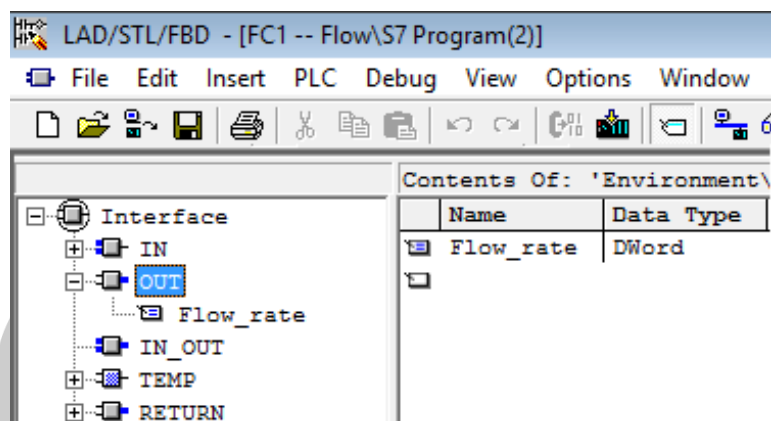 LAD/STL/FBD - [FC1 -- Flow\S7 Program(2)]
File Edit Insert PLC Debug View Options Window
Contents Of: 'Environment\
Interface
IN
OUT
Flow_rate
IN_OUT
TEMP
RETURN
Name Data Type
Flow_rate DWord